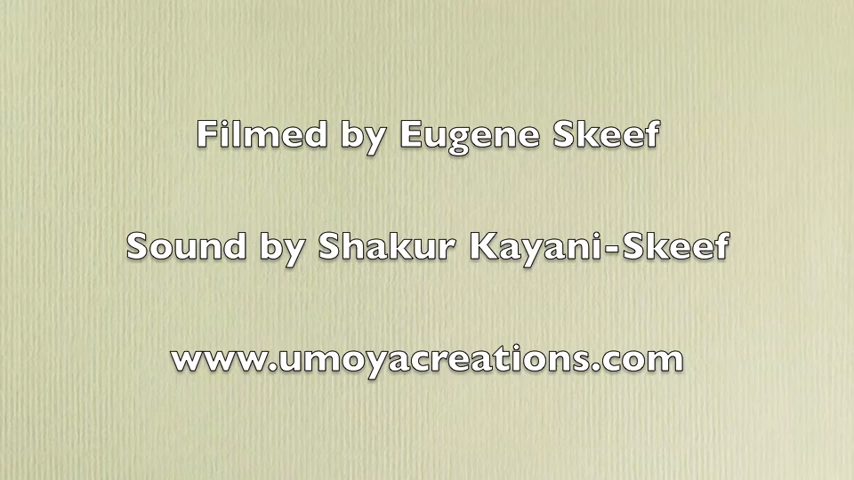 Filmed by Eugene Skeef
Sound by Shakur Kayani-Skeef
www.umoyacreations.com